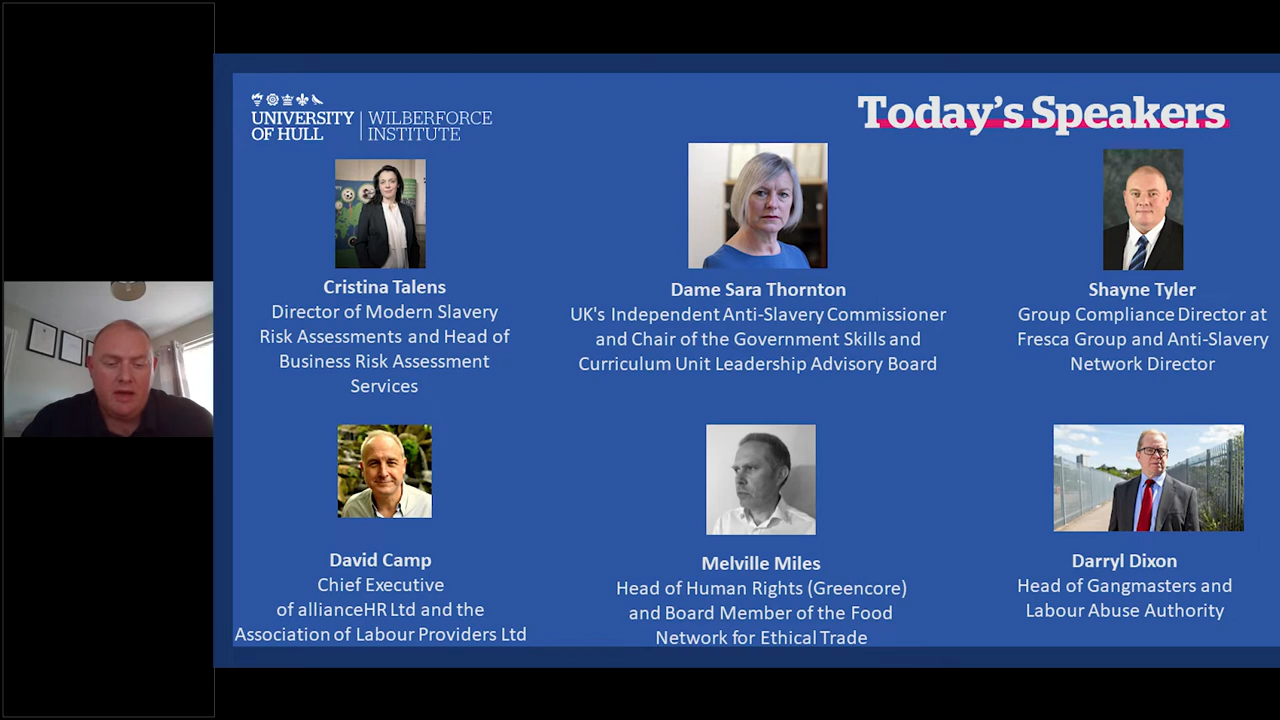 UNIVERSITY
OF HULL
WILBERFORCE
INSTITUTE
Today's Speakers
Cristina Talens
Director of Modern Slavery
Risk Assessments and Head of
Business Risk Assessment
Services
Dame Sara Thornton
UK's Independent Anti-Slavery Commissioner
and Chair of the Government Skills and
Curriculum Unit Leadership Advisory Board
Shayne Tyler
Group Compliance Director at
Fresca Group and Anti-Slavery
Network Director
David Camp
Chief Executive
of allianceHR Ltd and the
Association of Labour Providers Ltd
Melville Miles
Head of Human Rights (Greencore)
and Board Member of the Food
Network for Ethical Trade
Darryl Dixon
Head of Gangmasters and
Labour Abuse Authority